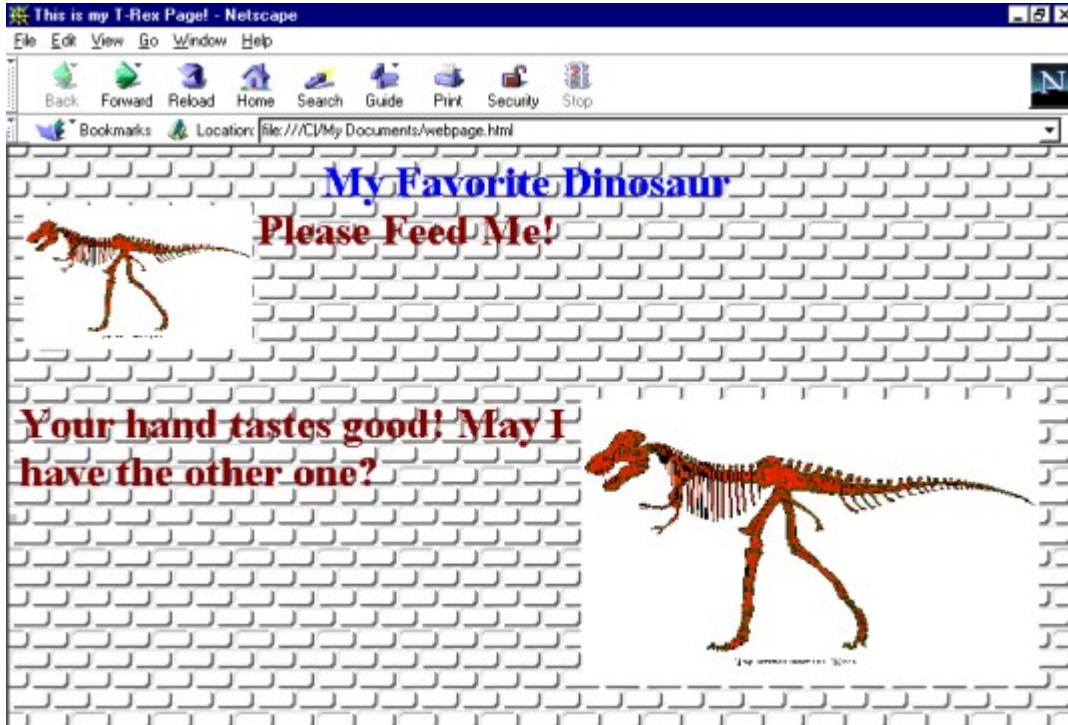 This is my T-Rex Page! - Netscape
File Edit View Go Window Help
Back Forward Reload Home Search Guide Print Security Stop
N
Bookmarks Location: file:///C|/My Documents/webpage.html
My Favorite Dinosaur
Please Feed Me!
Your hand tastes good! May I
have the other one?